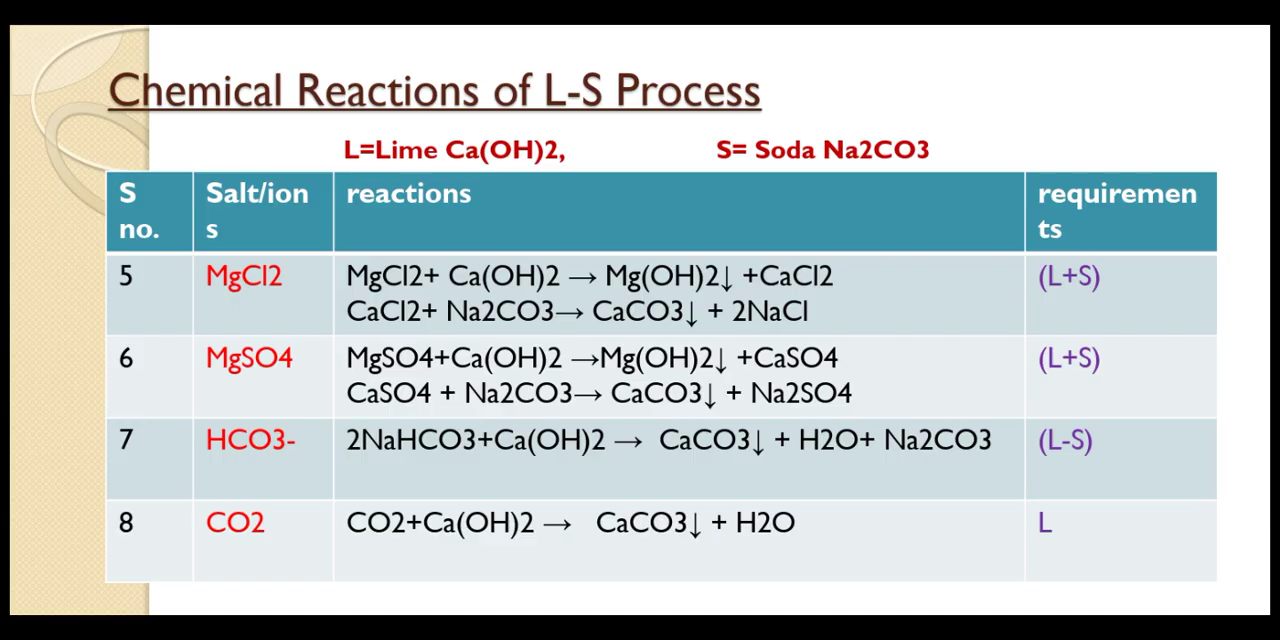 Chemical Reactions of L-S Process
L=Lime Ca(OH)2, S= Soda Na2CO3
S no. Salt/ions reactions requirements
5 MgCl2 MgCl2+ Ca(OH)2 → Mg(OH)2↓ +CaCl2 (L+S)
CaCl2+ Na2CO3→ CaCO3↓ + 2NaCl
6 MgSO4 MgSO4+Ca(OH)2 →Mg(OH)2↓ +CaSO4 (L+S)
CaSO4 + Na2CO3→ CaCO3↓ + Na2SO4
7 HCO3- 2NaHCO3+Ca(OH)2 → CaCO3↓ + H2O+ Na2CO3 (L-S)
8 CO2 CO2+Ca(OH)2 → CaCO3↓ + H2O L